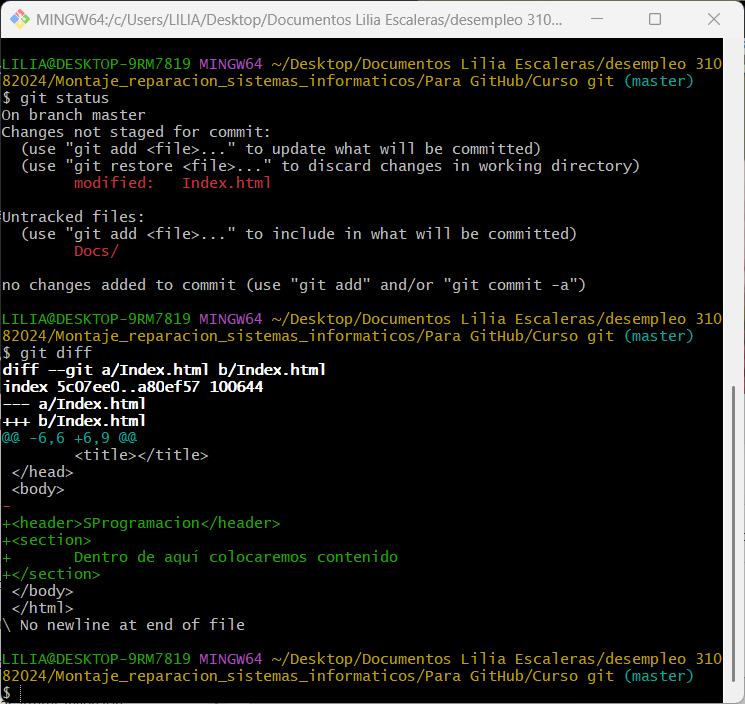 MINGW64:/c/Users/LILIA/Desktop/Documentos Lilia Escaleras/desempleo 310...
LILIA@DESKTOP-9RM7819 MINGW64 ~/Desktop/Documentos Lilia Escaleras/desempleo 310
82024/Montaje_reparacion_sistemas_informaticos/Para GitHub/Curso git (master)
$ git status
On branch master
Changes not staged for commit:
  (use "git add <file>..." to update what will be committed)
  (use "git restore <file>..." to discard changes in working directory)
        modified:   Index.html

Untracked files:
  (use "git add <file>..." to include in what will be committed)
        Docs/

no changes added to commit (use "git add" and/or "git commit -a")

LILIA@DESKTOP-9RM7819 MINGW64 ~/Desktop/Documentos Lilia Escaleras/desempleo 310
82024/Montaje_reparacion_sistemas_informaticos/Para GitHub/Curso git (master)
$ git diff
diff --git a/Index.html b/Index.html
index 5c07ee0..a80ef57 100644
--- a/Index.html
+++ b/Index.html
@@ -6,6 +6,9 @@
        <title></title>
 </head>
 <body>
-
+<header>SProgramacion</header>
+<section>
+       Dentro de aquí colocaremos contenido
+</section>
 </body>
 </html>
\ No newline at end of file

LILIA@DESKTOP-9RM7819 MINGW64 ~/Desktop/Documentos Lilia Escaleras/desempleo 310
82024/Montaje_reparacion_sistemas_informaticos/Para GitHub/Curso git (master)
$